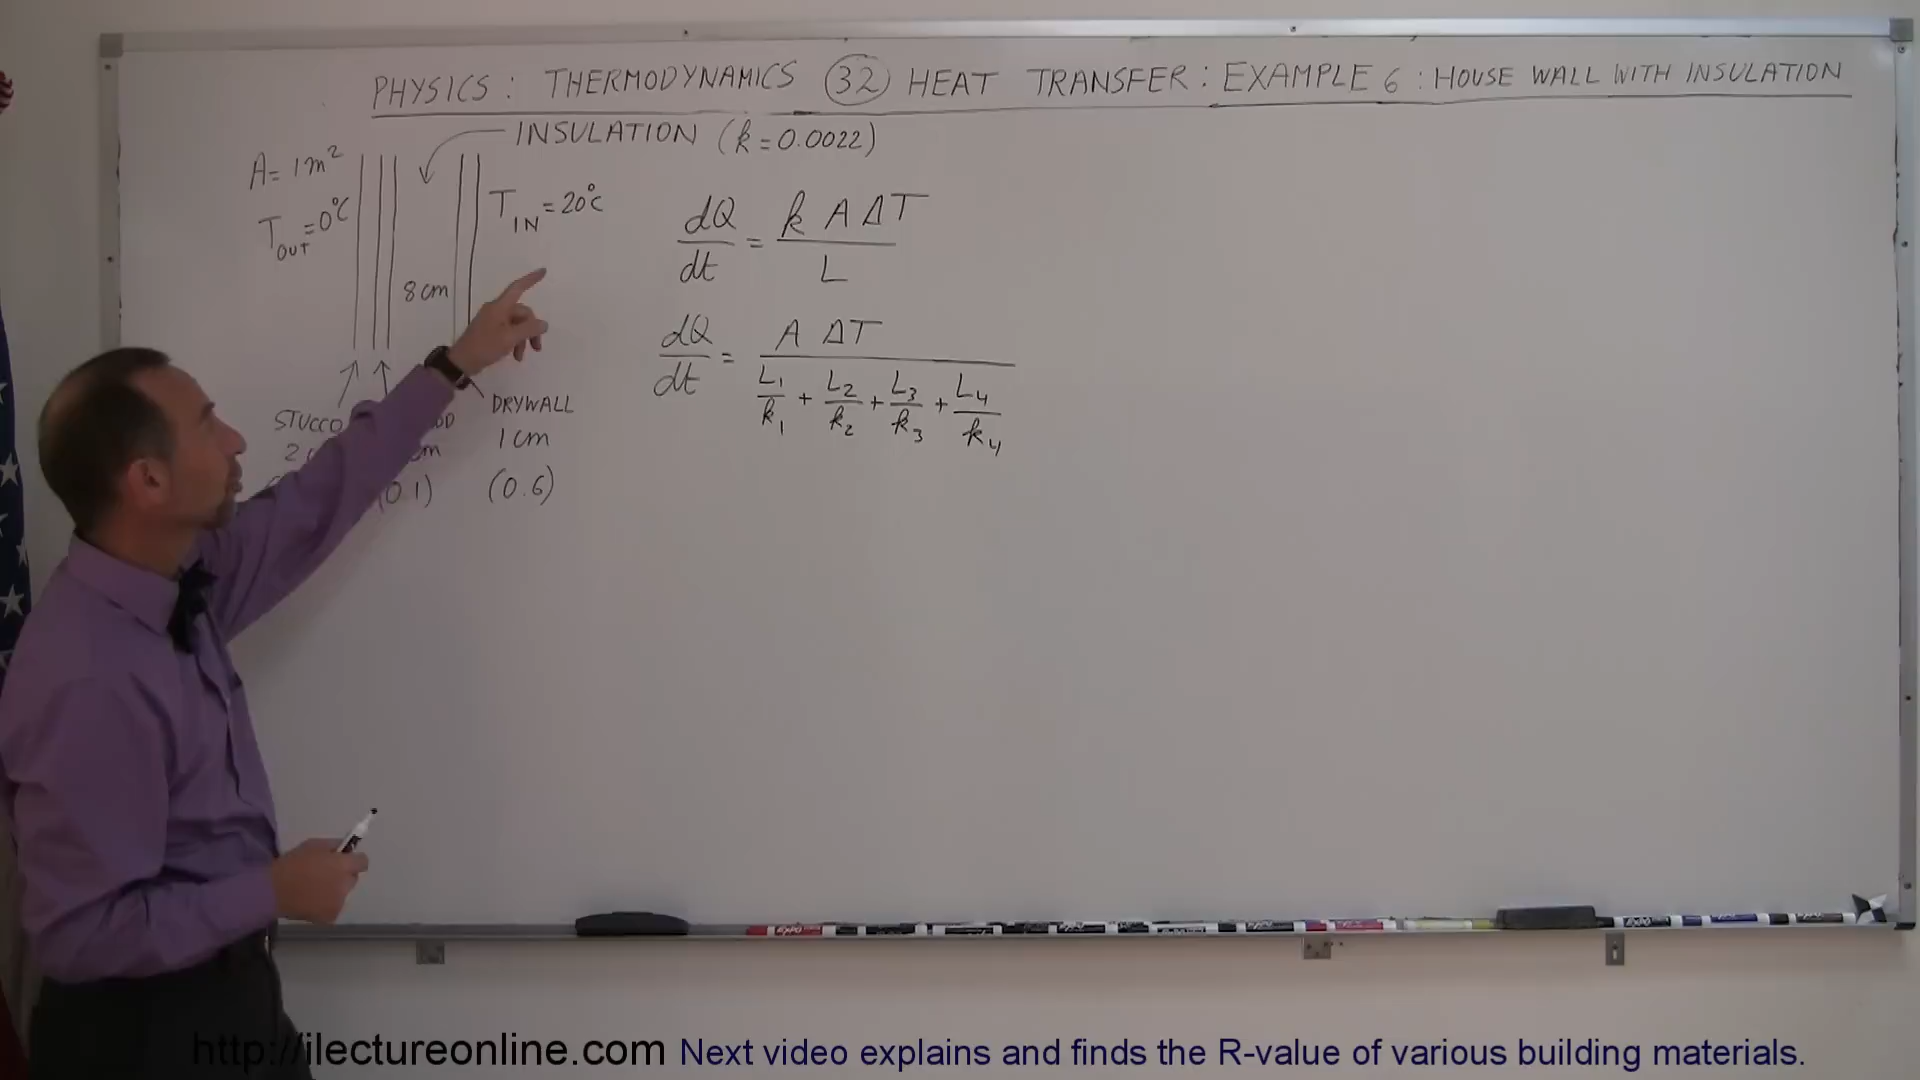 PHYSICS: THERMODYNAMICS 32 HEAT TRANSFER: EXAMPLE 6: HOUSE WALL WITH INSULATION
INSULATION (k=0.0022)
A = 1m²
T_OUT = 0°C
T_IN = 20°C
8cm
STUCCO
DRYWALL
1 cm
(0.1)
(0.6)
dQ/dt = k A ΔT / L
dQ/dt = A ΔT / (L₁/k₁ + L₂/k₂ + L₃/k₃ + L₄/k₄)
EXPO
http://ilectureonline.com Next video explains and finds the R-value of various building materials.